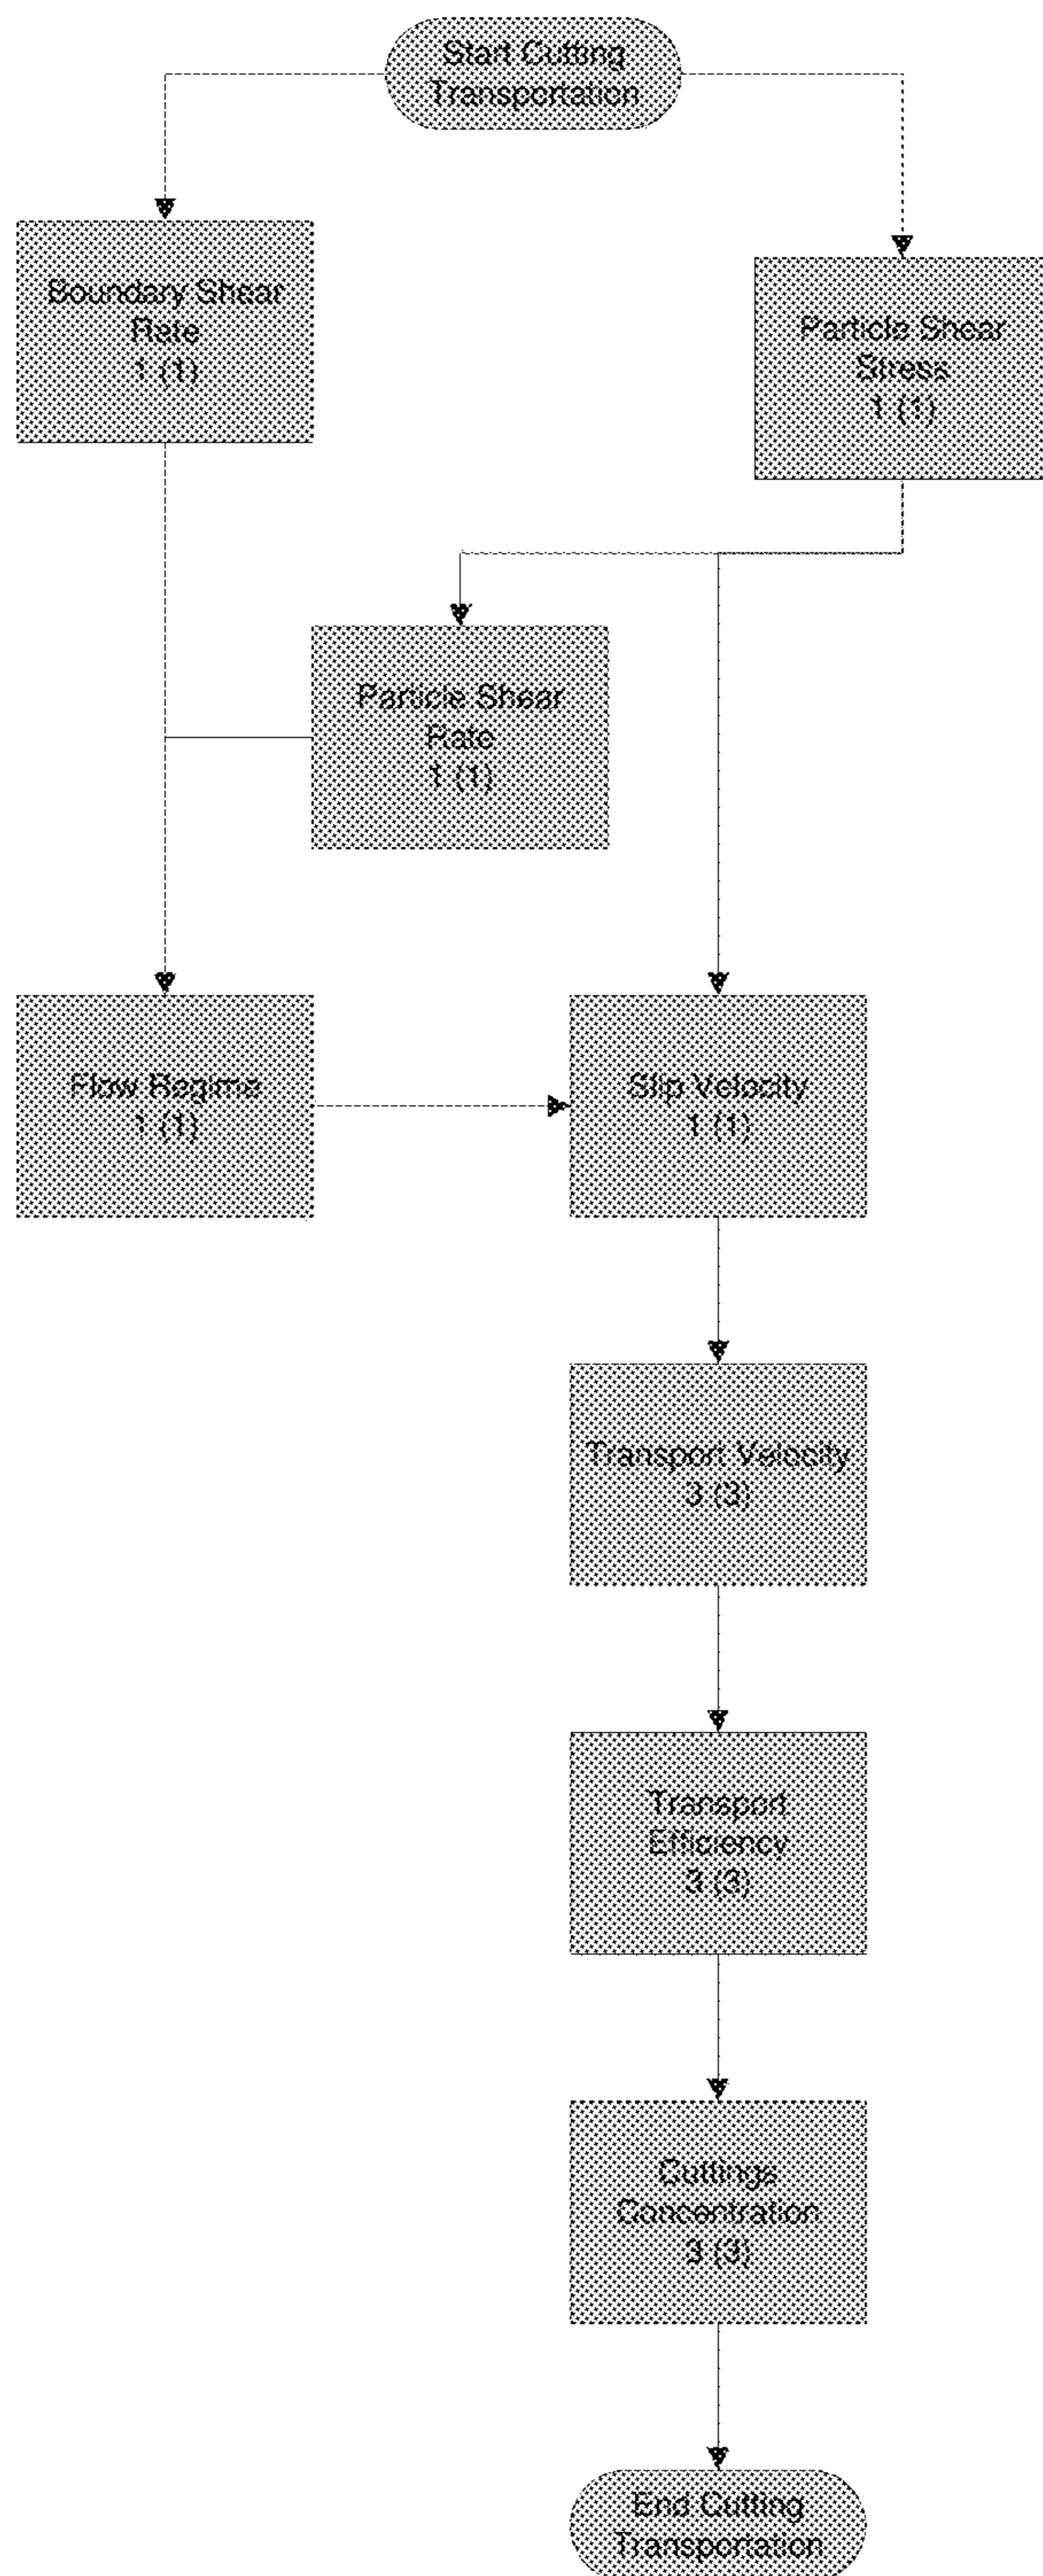 Start Cutting
Transportation
Boundary Shear
Rate
1 (1)
Particle Shear
Stress
1 (1)
Particle Shear
Rate
1 (1)
Flow Regime
1 (1)
Slip Velocity
1 (1)
Transport Velocity
3 (3)
Transport
Efficiency
3 (3)
Cuttings
Concentration
3 (3)
End Cutting
Transportation